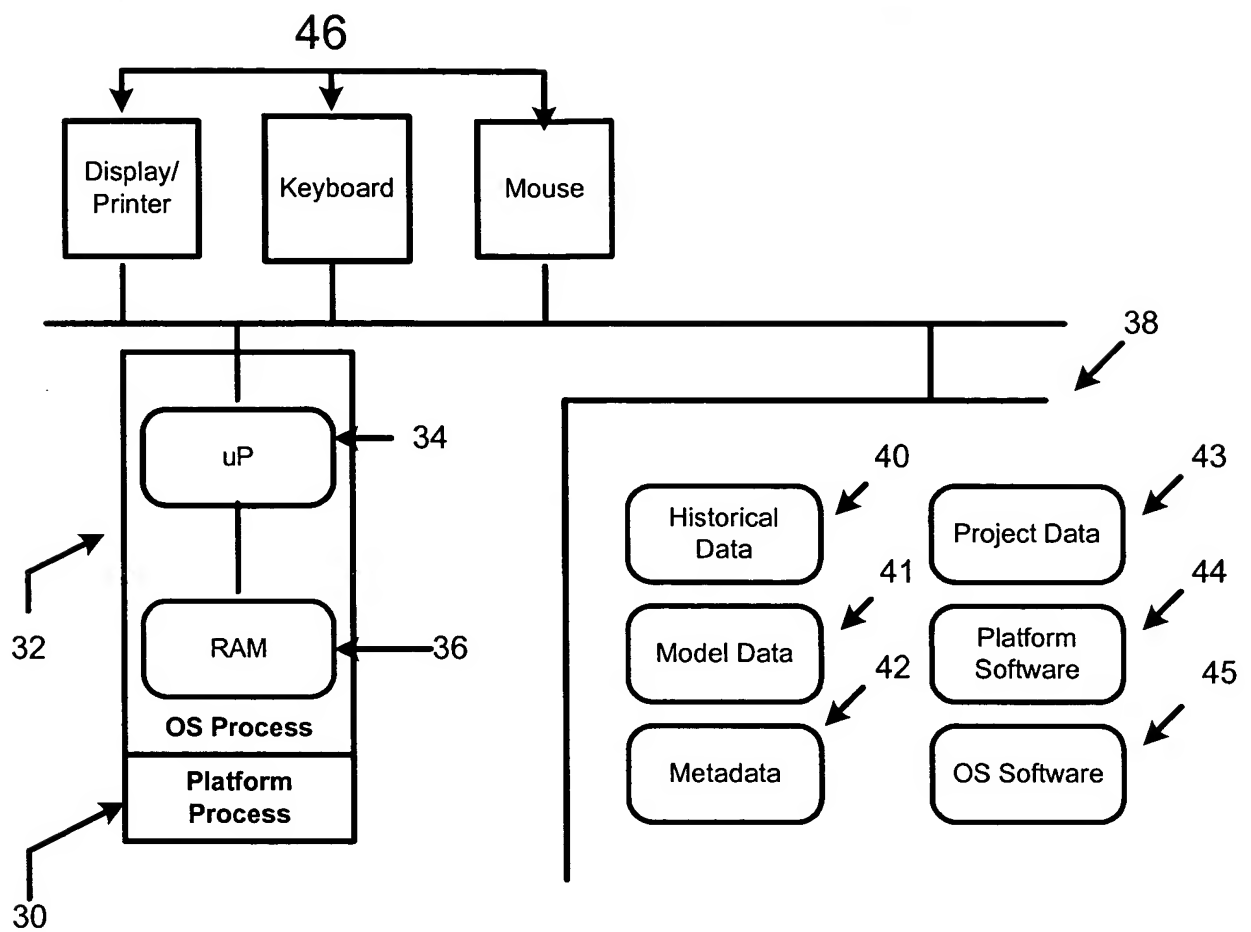 46
Display/
Printer
Keyboard
Mouse
38
uP
34
40
43
Historical
Data
Project Data
41
44
32
RAM
36
Model Data
Platform
Software
42
45
OS Process
Metadata
OS Software
Platform
Process
30